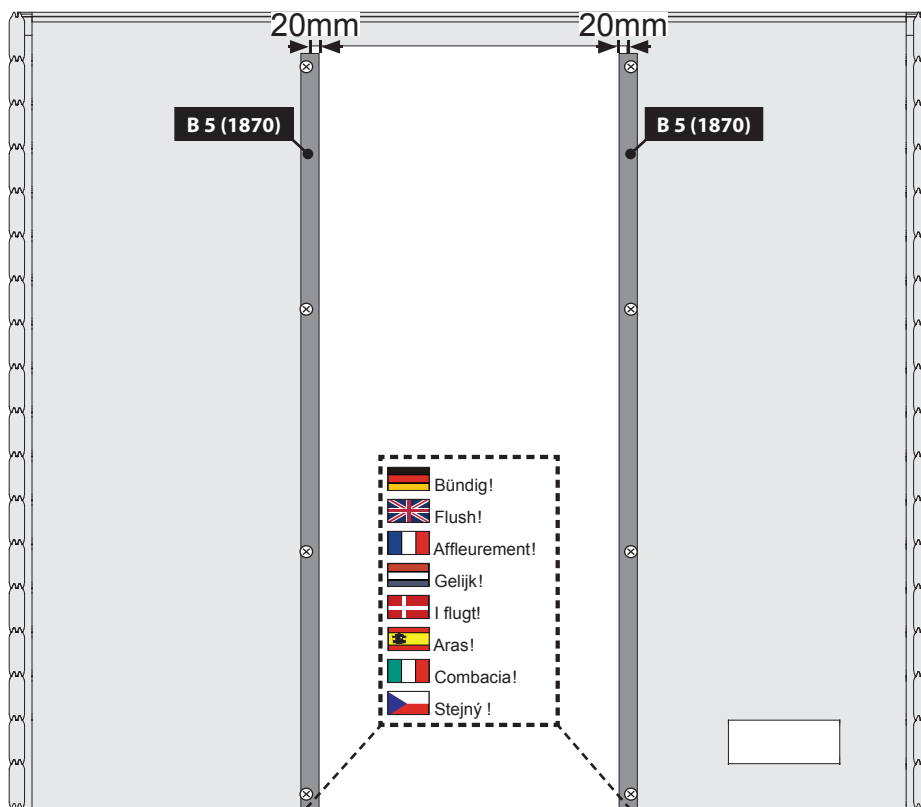 20mm 20mm
B 5 (1870) B 5 (1870)
Bündig!
Flush!
Affleurement!
Gelijk!
I flugt!
Aras!
Combacia!
Stejný !